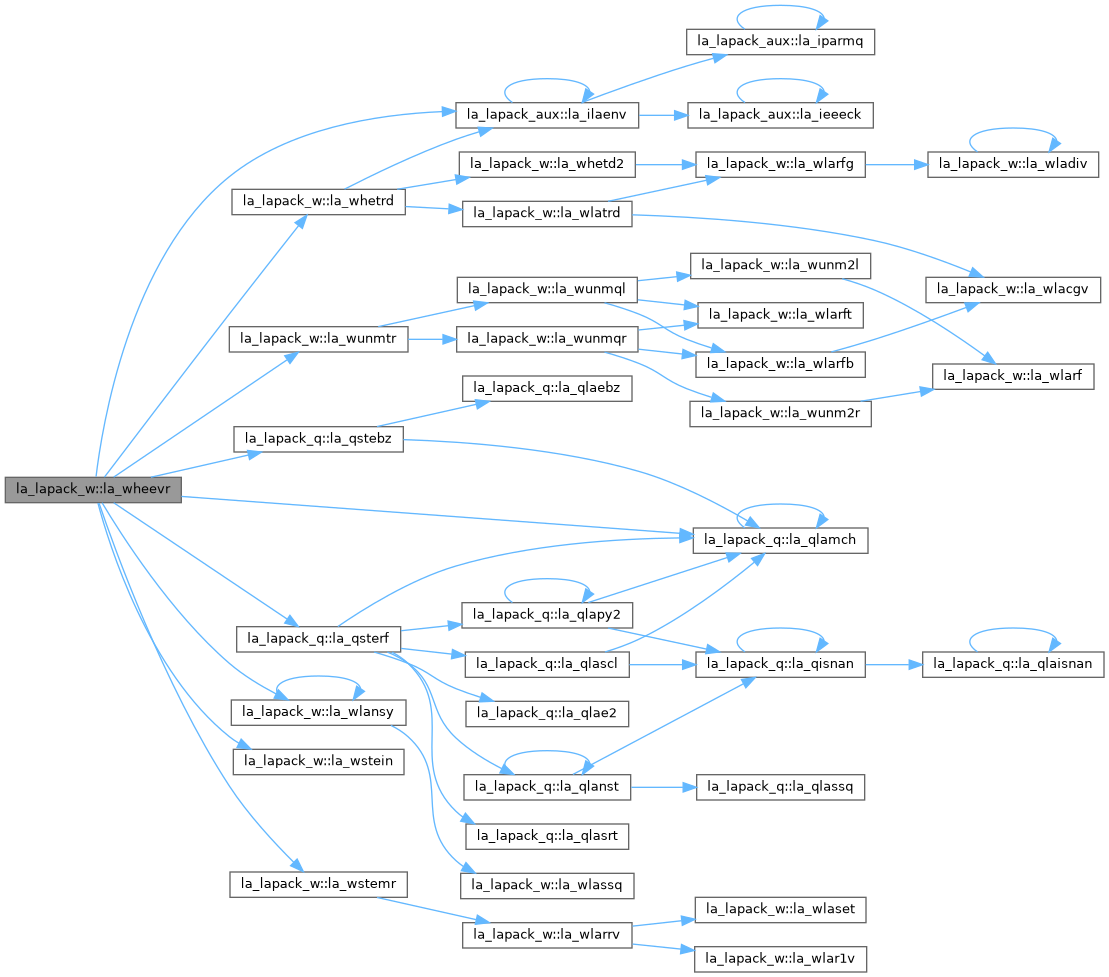 la_lapack_aux::la_iparmq
la_lapack_aux::la_ilaenv
la_lapack_aux::la_ieeeck
la_lapack_w::la_whetd2
la_lapack_w::la_wlarfg
la_lapack_w::la_wladiv
la_lapack_w::la_whetrd
la_lapack_w::la_wlatrd
la_lapack_w::la_wunm2l
la_lapack_w::la_wunmql
la_lapack_w::la_wlacgv
la_lapack_w::la_wlarft
la_lapack_w::la_wunmtr
la_lapack_w::la_wunmqr
la_lapack_w::la_wlarfb
la_lapack_w::la_wlarf
la_lapack_q::la_qlaebz
la_lapack_w::la_wunm2r
la_lapack_q::la_qstebz
la_lapack_w::la_wheevr
la_lapack_q::la_qlamch
la_lapack_q::la_qlapy2
la_lapack_q::la_qsterf
la_lapack_q::la_qlascl
la_lapack_q::la_qisnan
la_lapack_q::la_qlaisnan
la_lapack_w::la_wlansy
la_lapack_q::la_qlae2
la_lapack_w::la_wstein
la_lapack_q::la_qlanst
la_lapack_q::la_qlassq
la_lapack_q::la_qlasrt
la_lapack_w::la_wstemr
la_lapack_w::la_wlassq
la_lapack_w::la_wlaset
la_lapack_w::la_wlarrv
la_lapack_w::la_wlar1v